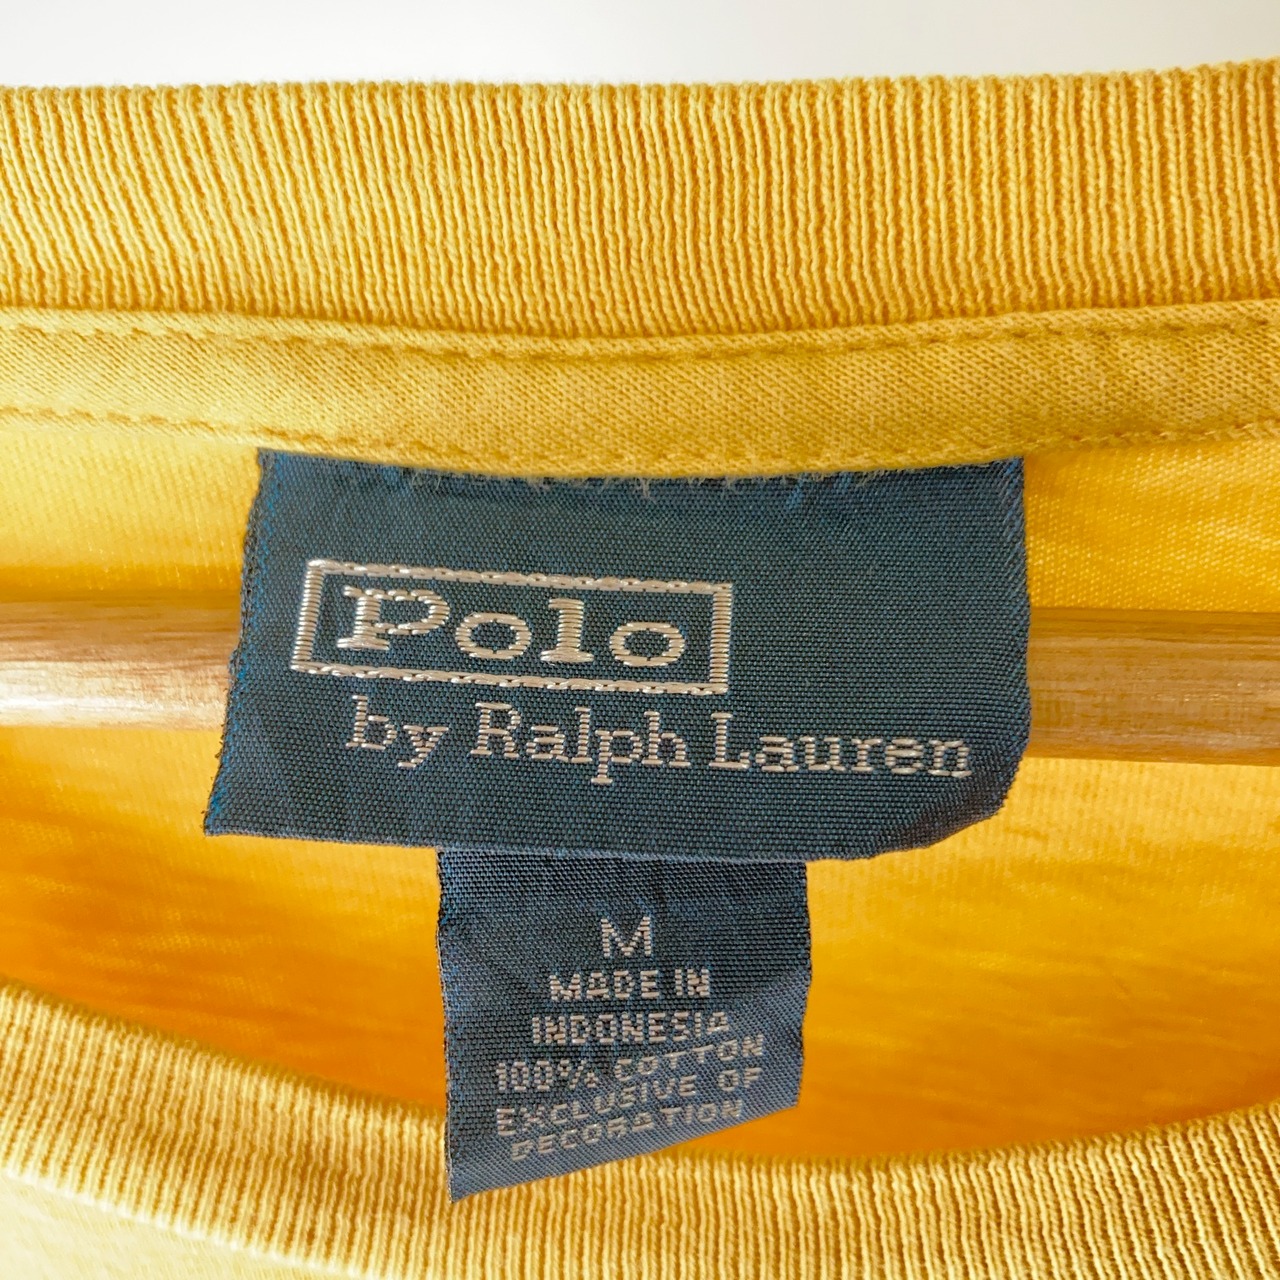 Polo
by Ralph Lauren
M
MADE IN
INDONESIA
100% COTTON
EXCLUSIVE OF
DECORATION